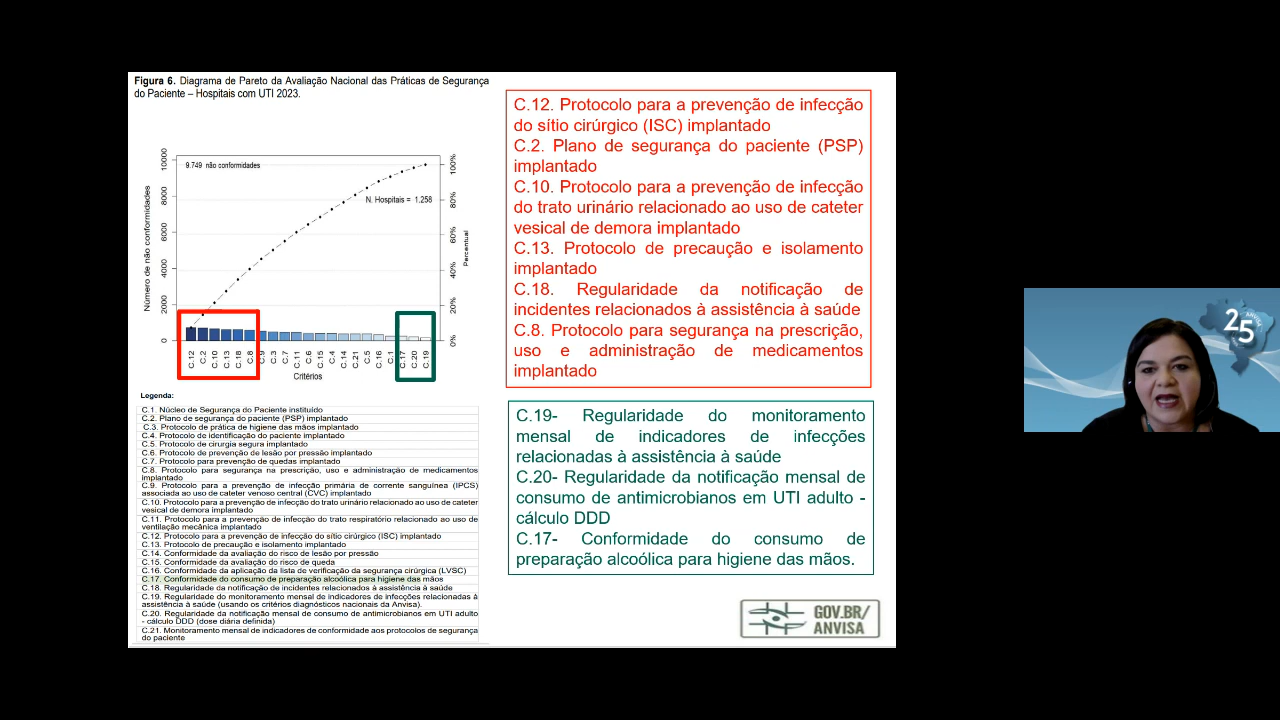 Figura 6. Diagrama de Pareto da Avaliação Nacional das Práticas de Segurança
do Paciente – Hospitais com UTI 2023.
9.749 não conformidades
N. Hospitais = 1.258
Número de não conformidades
0
2000
4000
6000
8000
10000
0%
20%
40%
60%
80%
100%
Percentual
C.12
C.2
C.10
C.13
C.18
C.8
C.9
C.3
C.7
C.11
C.6
C.15
C.4
C.14
C.21
C.5
C.16
C.1
C.17
C.20
C.19
Critérios
Legenda:
C.1. Núcleo de Segurança do Paciente instituído
C.2. Plano de segurança do paciente (PSP) implantado
C.3. Protocolo de prática de higiene das mãos implantado
C.4. Protocolo de identificação do paciente implantado
C.5. Protocolo de cirurgia segura implantado
C.6. Protocolo de prevenção de lesão por pressão implantado
C.7. Protocolo para prevenção de quedas implantado
C.8. Protocolo para segurança na prescrição, uso e administração de medicamentos
implantado
C.9. Protocolo para a prevenção de infecção primária de corrente sanguínea (IPCS)
associada ao uso de cateter venoso central (CVC) implantado
C.10. Protocolo para a prevenção de infecção do trato urinário relacionado ao uso de cateter
vesical de demora implantado
C.11. Protocolo para a prevenção de infecção do trato respiratório relacionado ao uso de
ventilação mecânica implantado
C.12. Protocolo para a prevenção de infecção do sítio cirúrgico (ISC) implantado
C.13. Protocolo de precaução e isolamento implantado
C.14. Conformidade da avaliação do risco de lesão por pressão
C.15. Conformidade da avaliação do risco de queda
C.16. Conformidade da aplicação da lista de verificação da segurança cirúrgica (LVSC)
C.17. Conformidade do consumo de preparação alcoólica para higiene das mãos
C.18. Regularidade da notificação de incidentes relacionados à assistência à saúde
C.19. Regularidade do monitoramento mensal de indicadores de infecções relacionadas à
assistência à saúde (usando os critérios diagnósticos nacionais da Anvisa).
C.20. Regularidade da notificação mensal de consumo de antimicrobianos em UTI adulto
- cálculo DDD (dose diária definida)
C.21. Monitoramento mensal de indicadores de conformidade aos protocolos de segurança
do paciente
C.12. Protocolo para a prevenção de infecção
do sítio cirúrgico (ISC) implantado
C.2. Plano de segurança do paciente (PSP)
implantado
C.10. Protocolo para a prevenção de infecção
do trato urinário relacionado ao uso de cateter
vesical de demora implantado
C.13. Protocolo de precaução e isolamento
implantado
C.18. Regularidade da notificação de
incidentes relacionados à assistência à saúde
C.8. Protocolo para segurança na prescrição,
uso e administração de medicamentos
implantado
C.19- Regularidade do monitoramento
mensal de indicadores de infecções
relacionadas à assistência à saúde
C.20- Regularidade da notificação mensal de
consumo de antimicrobianos em UTI adulto -
cálculo DDD
C.17- Conformidade do consumo de
preparação alcoólica para higiene das mãos.
GOV.BR/
ANVISA
25
ANOS